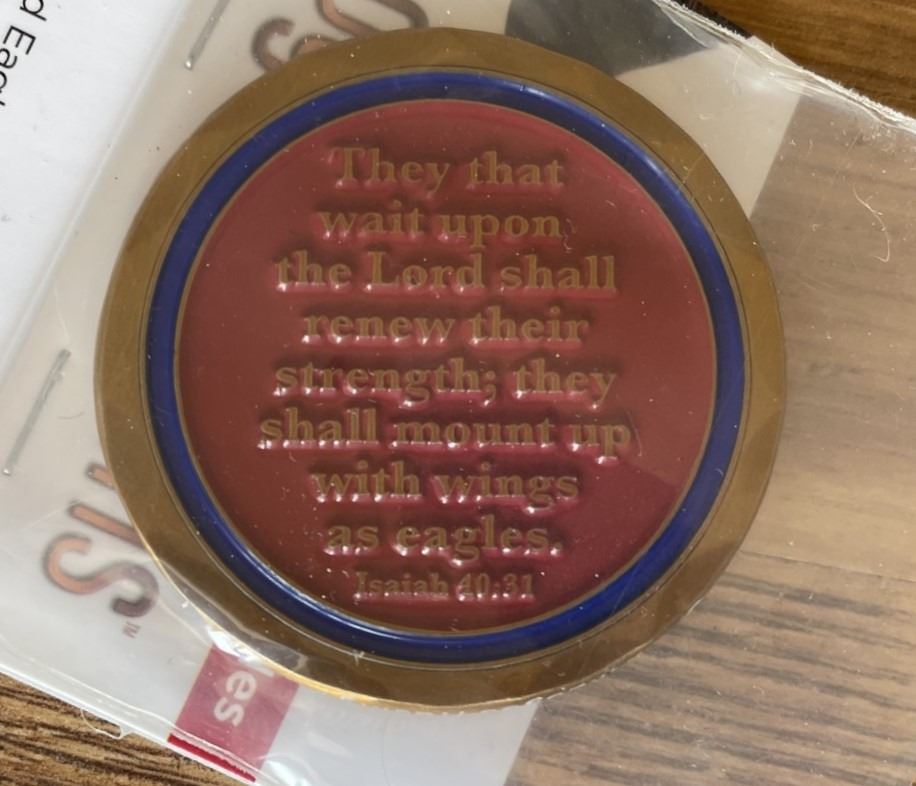 They that
wait upon
the Lord shall
renew their
strength; they
shall mount up
with wings
as eagles.
Isaiah 40:31